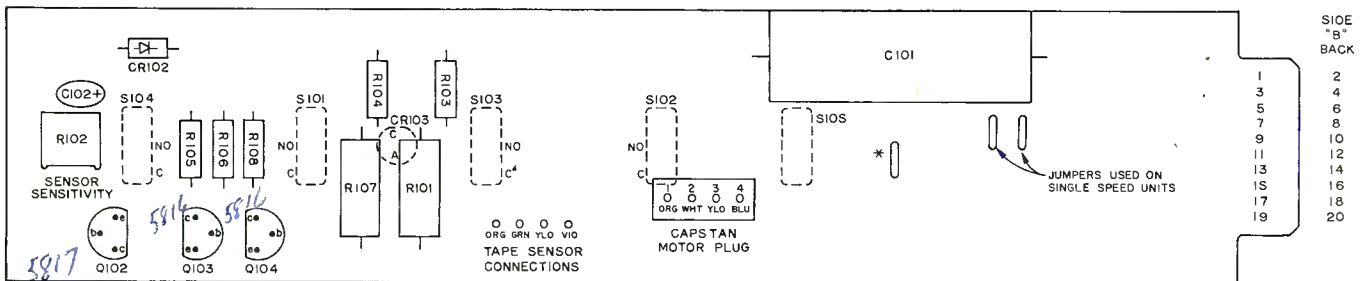 SIDE
"B"
BACK
CR102
C101
C102+
S104
S101
R104
R103
CR103
S103
S102
S105
R102
R105
R106
R108
NO
C
NO
C
C
A
NO
C
NO
C
*
R107
R101
SENSOR
SENSITIVITY
JUMPERS USED ON
SINGLE SPEED UNITS
1 2 3 4
O O O O
ORG WHT YLO BLU
CAPSTAN
MOTOR PLUG
O O O O
ORG GRN YLO VIO
TAPE SENSOR
CONNECTIONS
e
b
c
c
b
e
c
b
e
Q102
Q103
Q104
5817
5816
5816
1 2
3 4
5 6
7 8
9 10
11 12
13 14
15 16
17 18
19 20